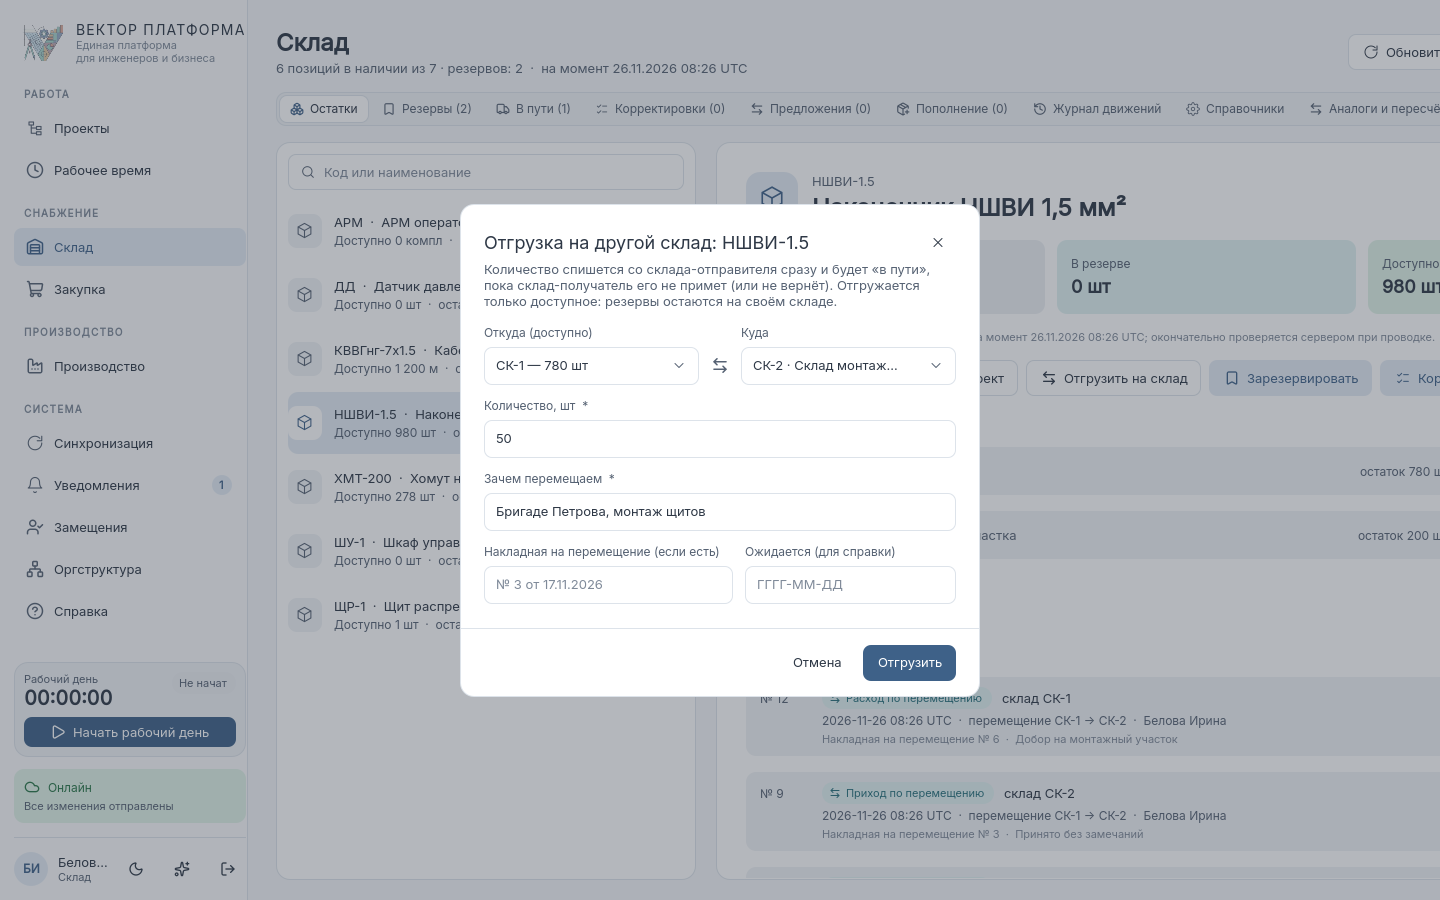 ВЕКТОР ПЛАТФОРМА
Единая платформа
для инженеров и бизнеса
РАБОТА
Проекты
Рабочее время
СНАБЖЕНИЕ
Склад
Закупка
ПРОИЗВОДСТВО
Производство
СИСТЕМА
Синхронизация
Уведомления 1
Замещения
Оргструктура
Справка
Рабочий день
Не начат
00:00:00
Начать рабочий день
Онлайн
Все изменения отправлены
БИ
Белов...
Склад
Склад
6 позиций в наличии из 7 · резервов: 2 · на момент 26.11.2026 08:26 UTC
Обновит
Остатки
Резервы (2)
В пути (1)
Корректировки (0)
Предложения (0)
Пополнение (0)
Журнал движений
Справочники
Аналоги и пересчё
Код или наименование
АРМ · АРМ операт
Доступно 0 компл ·
ДД · Датчик давле
Доступно 0 шт · ост
КВВГнг-7х1.5 · Каб
Доступно 1 200 м ·
НШВИ-1.5 · Наконе
Доступно 980 шт ·
ХМТ-200 · Хомут н
Доступно 278 шт ·
ШУ-1 · Шкаф управ
Доступно 0 шт · ост
ЩР-1 · Щит распре
Доступно 1 шт · ост
НШВИ-1.5
НШВИ 1,5 мм²
В резерве
0 шт
Доступно
980 шт
а момент 26.11.2026 08:26 UTC; окончательно проверяется сервером при проводке.
ект
Отгрузить на склад
Зарезервировать
Кор
остаток 780 ш
астка
остаток 200 ш
№ 12
Расход по перемещению
склад СК-1
2026-11-26 08:26 UTC · перемещение СК-1 → СК-2 · Белова Ирина
Накладная на перемещение № 6 · Добор на монтажный участок
№ 9
Приход по перемещению
склад СК-2
2026-11-26 08:26 UTC · перемещение СК-1 → СК-2 · Белова Ирина
Накладная на перемещение № 3 · Принято без замечаний
Отгрузка на другой склад: НШВИ-1.5
Количество спишется со склада-отправителя сразу и будет «в пути»,
пока склад-получатель его не примет (или не вернёт). Отгружается
только доступное: резервы остаются на своём складе.
Откуда (доступно)
Куда
СК-1 — 780 шт
СК-2 · Склад монтаж...
Количество, шт *
50
Зачем перемещаем *
Бригаде Петрова, монтаж щитов
Накладная на перемещение (если есть)
Ожидается (для справки)
№ 3 от 17.11.2026
ГГГГ-ММ-ДД
Отмена
Отгрузить